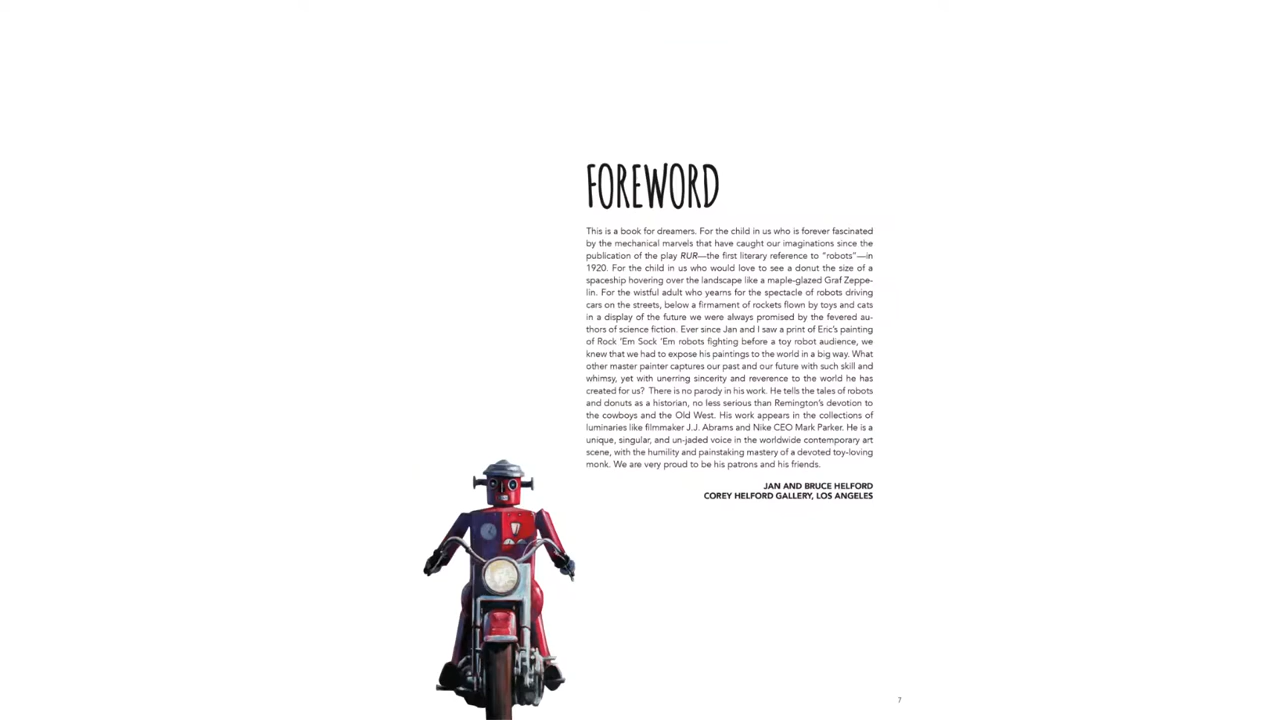 FOREWORD
This is a book for dreamers. For the child in us who is forever fascinated
by the mechanical marvels that have caught our imaginations since the
publication of the play RUR—the first literary reference to “robots”—in
1920. For the child in us who would love to see a donut the size of a
spaceship hovering over the landscape like a maple-glazed Graf Zeppe-
lin. For the wistful adult who yearns for the spectacle of robots driving
cars on the streets, below a firmament of rockets flown by toys and cats
in a display of the future we were always promised by the fevered au-
thors of science fiction. Ever since Jan and I saw a print of Eric’s painting
of Rock ’Em Sock ’Em robots fighting before a toy robot audience, we
knew that we had to expose his paintings to the world in a big way. What
other master painter captures our past and our future with such skill and
whimsy, yet with unerring sincerity and reverence to the world he has
created for us? There is no parody in his work. He tells the tales of robots
and donuts as a historian, no less serious than Remington’s devotion to
the cowboys and the Old West. His work appears in the collections of
luminaries like filmmaker J.J. Abrams and Nike CEO Mark Parker. He is a
unique, singular, and un-jaded voice in the worldwide contemporary art
scene, with the humility and painstaking mastery of a devoted toy-loving
monk. We are very proud to be his patrons and his friends.
JAN AND BRUCE HELFORD
COREY HELFORD GALLERY, LOS ANGELES
7